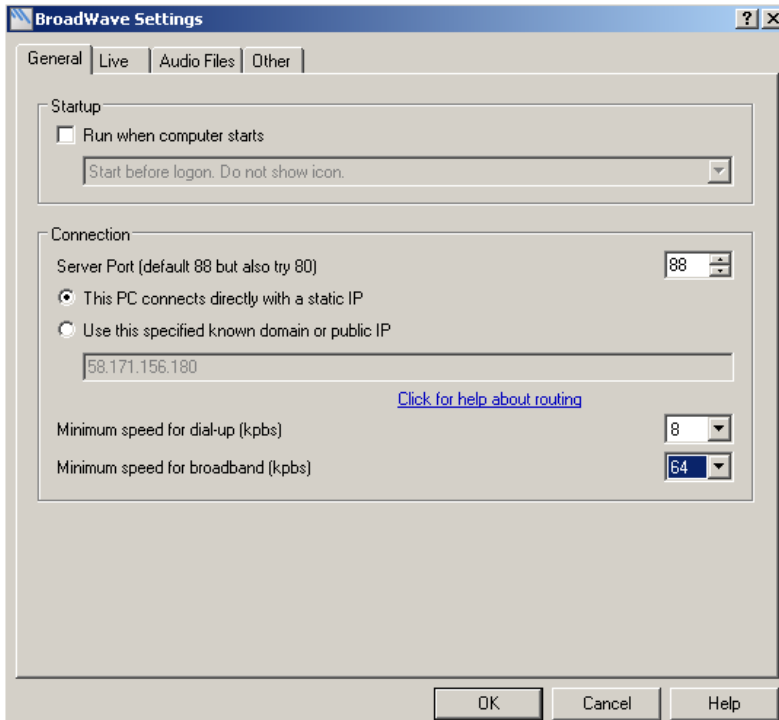 BroadWave Settings
General Live Audio Files Other
Startup
Run when computer starts
Start before logon. Do not show icon.
Connection
Server Port (default 88 but also try 80) 88
This PC connects directly with a static IP
Use this specified known domain or public IP
58.171.156.180
Click for help about routing
Minimum speed for dial-up (kpbs) 8
Minimum speed for broadband (kpbs) 64
OK Cancel Help